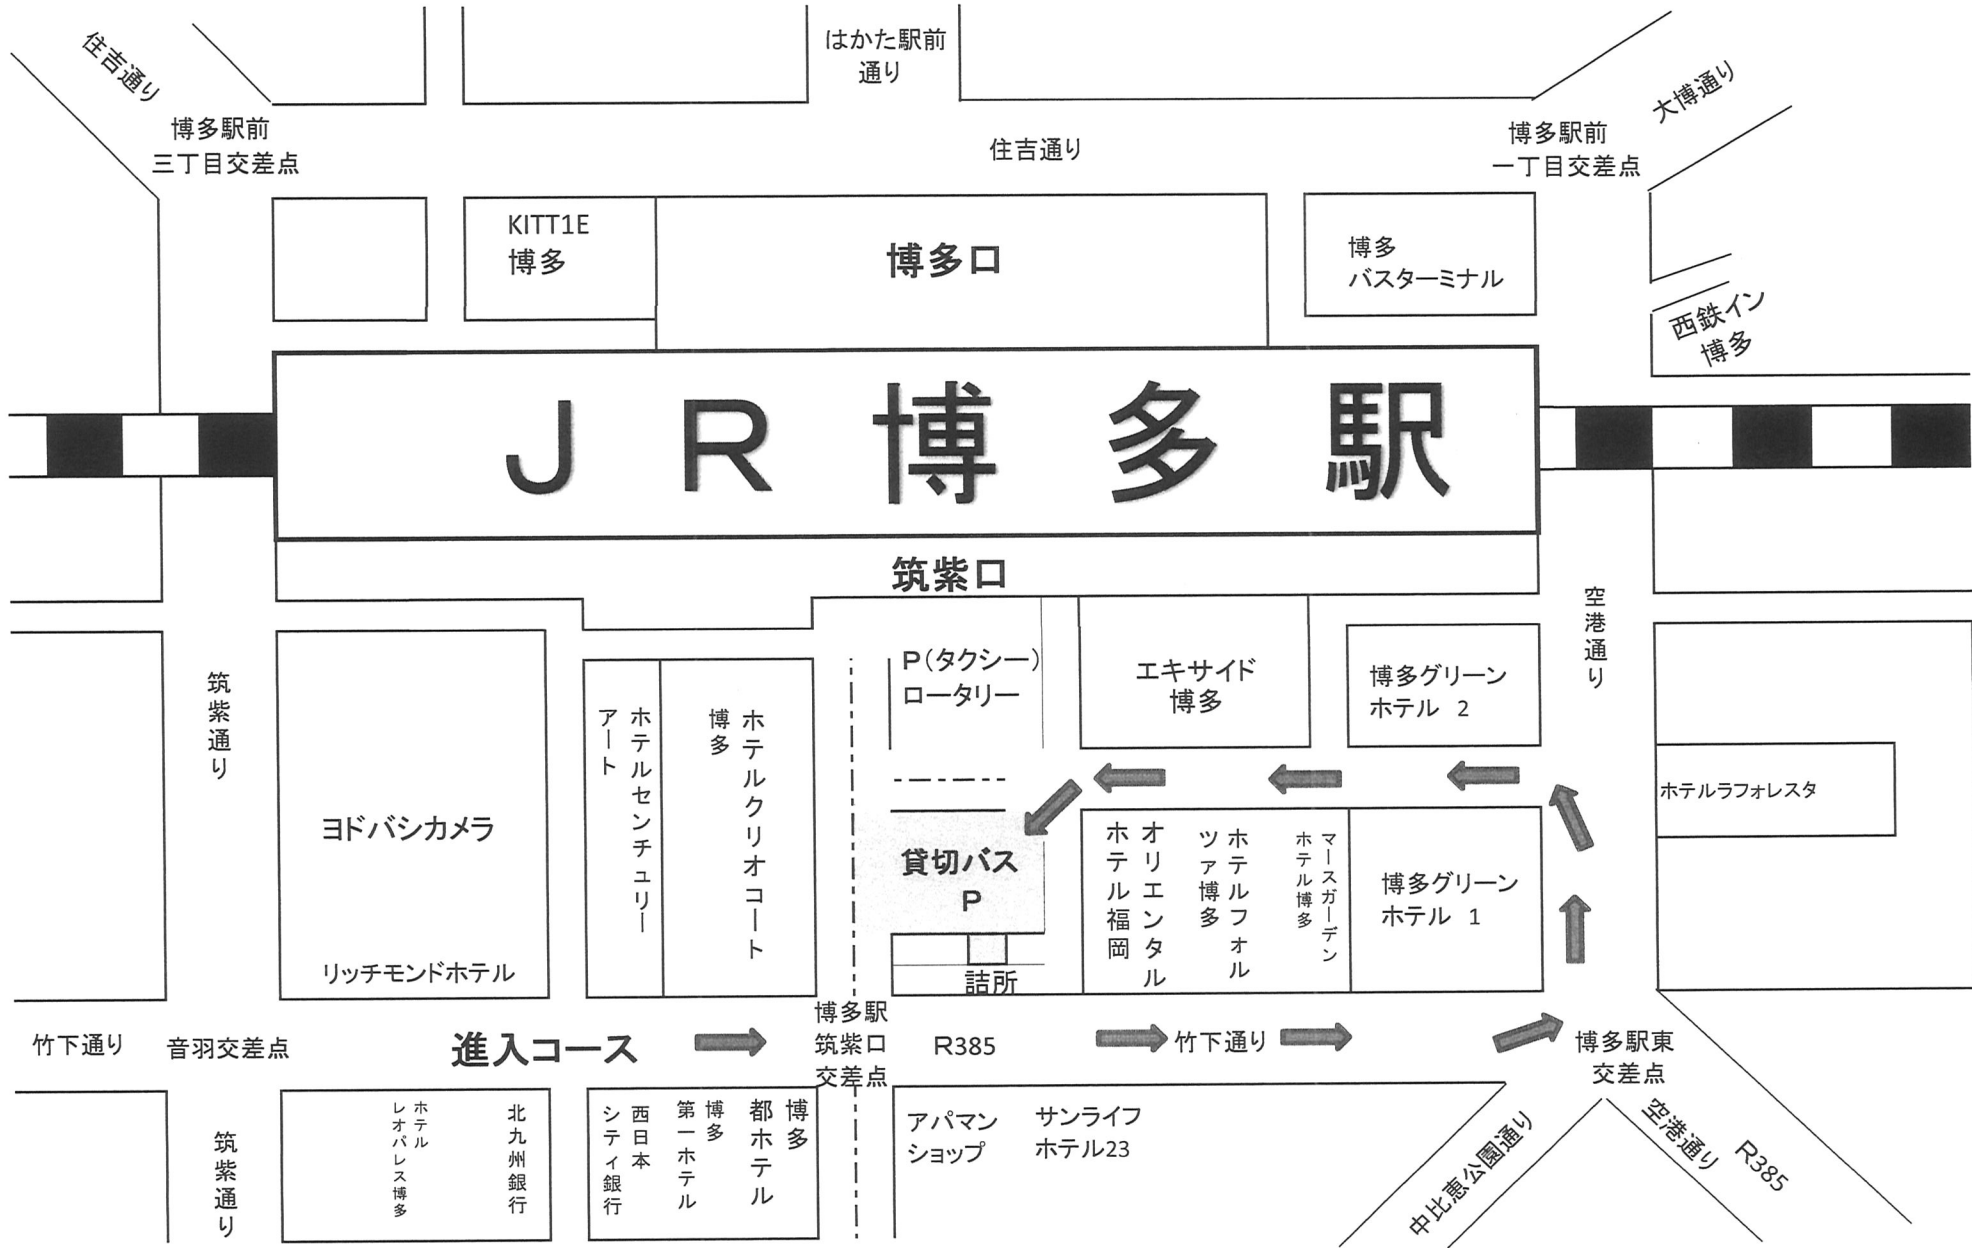 住吉通り
はかた駅前
通り
大博通り
博多駅前
三丁目交差点
住吉通り
博多駅前
一丁目交差点
KITT1E
博多
博多口
博多
バスターミナル
西鉄イン
博多
JR博多駅
筑紫口
空港通り
筑紫通り
P(タクシー)
ロータリー
エキサイド
博多
博多グリーン
ホテル 2
ホテルセンチュリー
アート
ホテルクリオコート
博多
ヨドバシカメラ
リッチモンドホテル
貸切バス
P
詰所
オリエンタル
ホテル福岡
ホテルフォル
ツァ博多
マースガーデン
ホテル博多
博多グリーン
ホテル 1
ホテルラフォレスタ
竹下通り
音羽交差点
進入コース
博多駅
筑紫口
交差点
R385
竹下通り
博多駅東
交差点
筑紫通り
ホテル
レオパレス博多
北九州銀行
西日本
シティ銀行
博多
第一ホテル
博多
都ホテル
アパマン
ショップ
サンライフ
ホテル23
中比恵公園通り
空港通り
R385